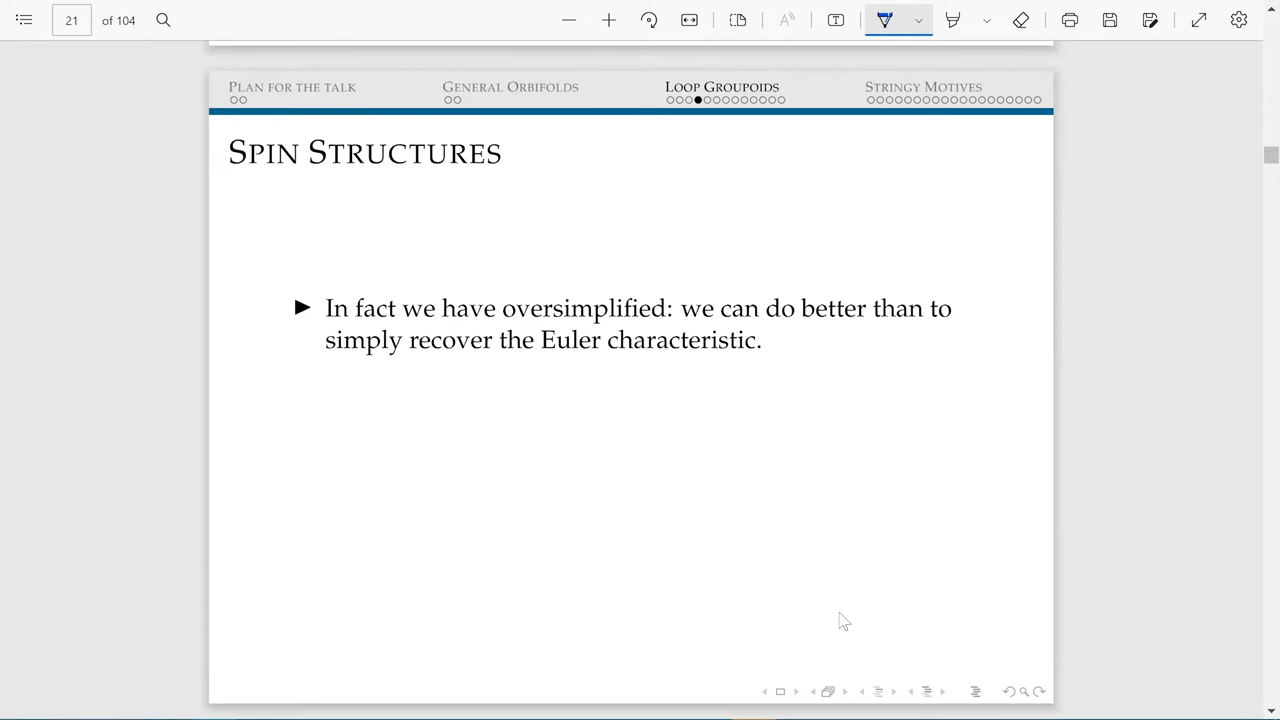 21 of 104
PLAN FOR THE TALK
GENERAL ORBIFOLDS
LOOP GROUPOIDS
STRINGY MOTIVES
SPIN STRUCTURES
In fact we have oversimplified: we can do better than to
simply recover the Euler characteristic.